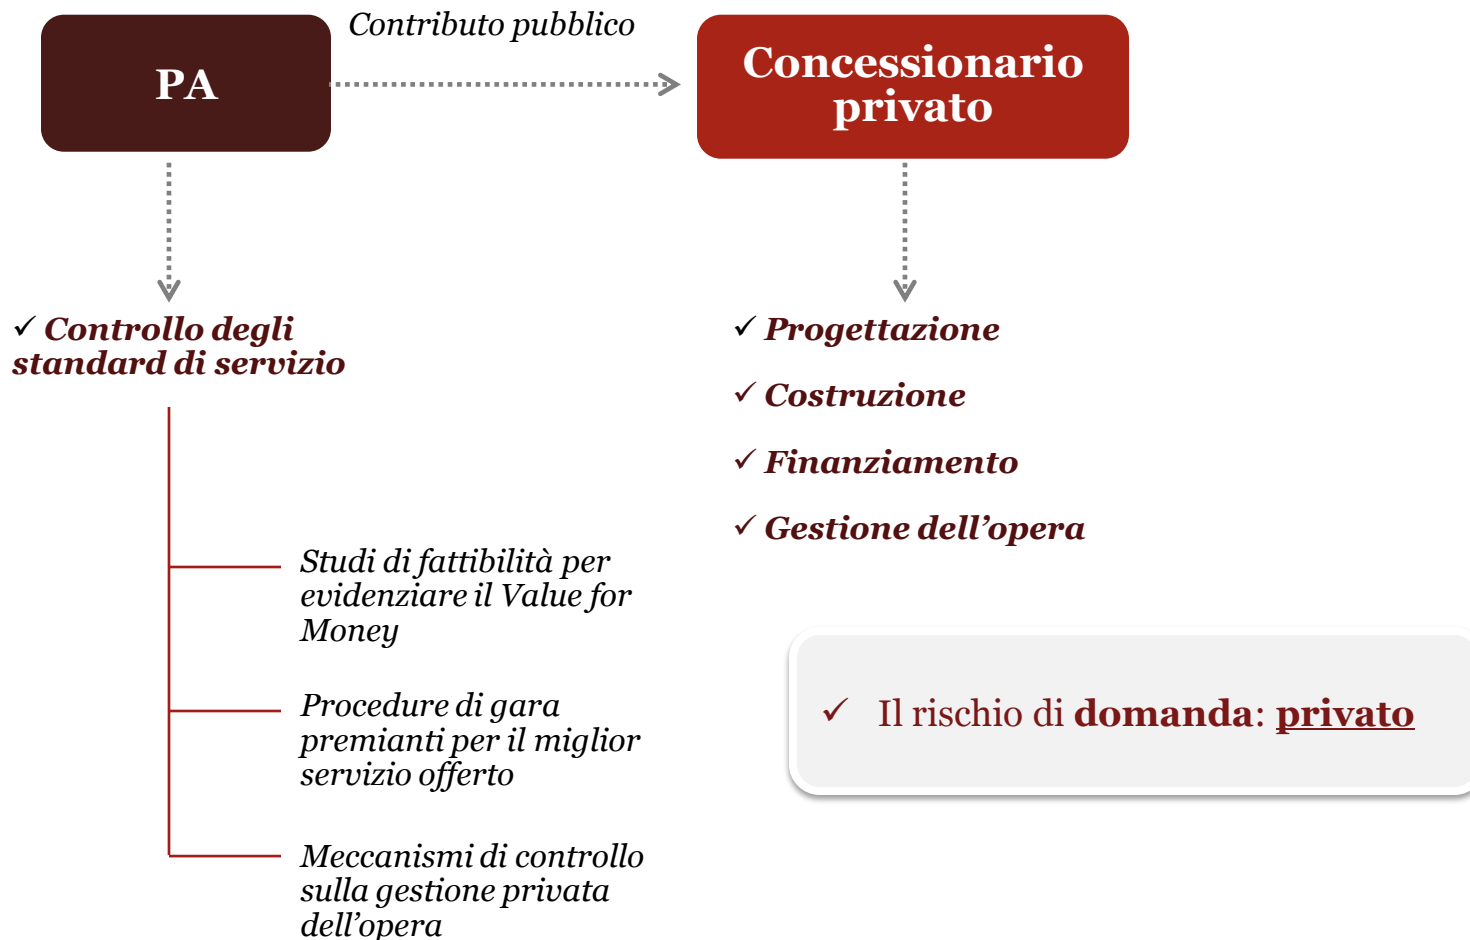 Contributo pubblico
PA
Concessionario
privato
✓ Controllo degli
standard di servizio
Studi di fattibilità per
evidenziare il Value for
Money
Procedure di gara
premianti per il miglior
servizio offerto
Meccanismi di controllo
sulla gestione privata
dell’opera
✓ Progettazione
✓ Costruzione
✓ Finanziamento
✓ Gestione dell’opera
✓ Il rischio di domanda: privato